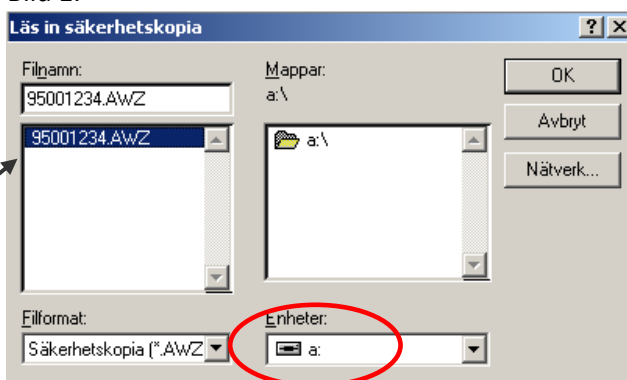 Läs in säkerhetskopia
Filnamn:
95001234.AWZ
95001234.AWZ
Mappar:
a:\
a:\
OK
Avbryt
Nätverk...
Filformat:
Säkerhetskopia (*.AWZ
Enheter:
a: